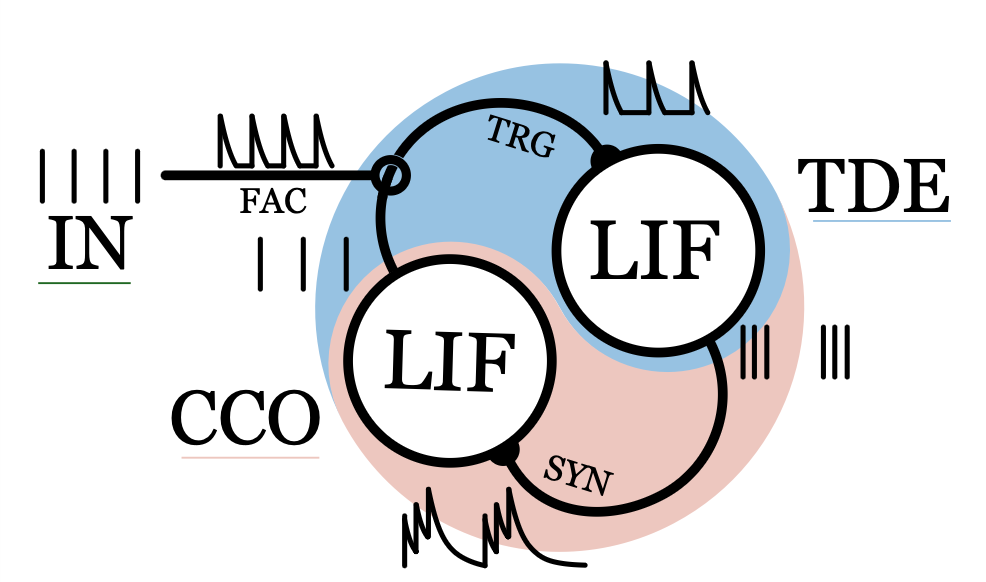 TRG
TDE
FAC
IN
LIF
LIF
CCO
SYN